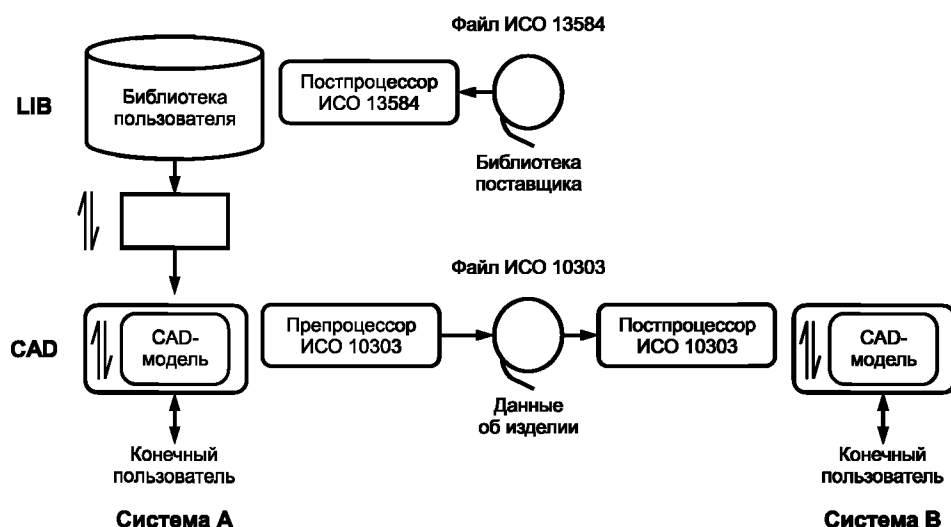 Файл ИСО 13584
LIB
Библиотека
пользователя
Постпроцессор
ИСО 13584
Библиотека
поставщика
Файл ИСО 10303
CAD
CAD-
модель
Препроцессор
ИСО 10303
Постпроцессор
ИСО 10303
CAD-
модель
Данные
об изделии
Конечный
пользователь
Конечный
пользователь
Система A
Система B